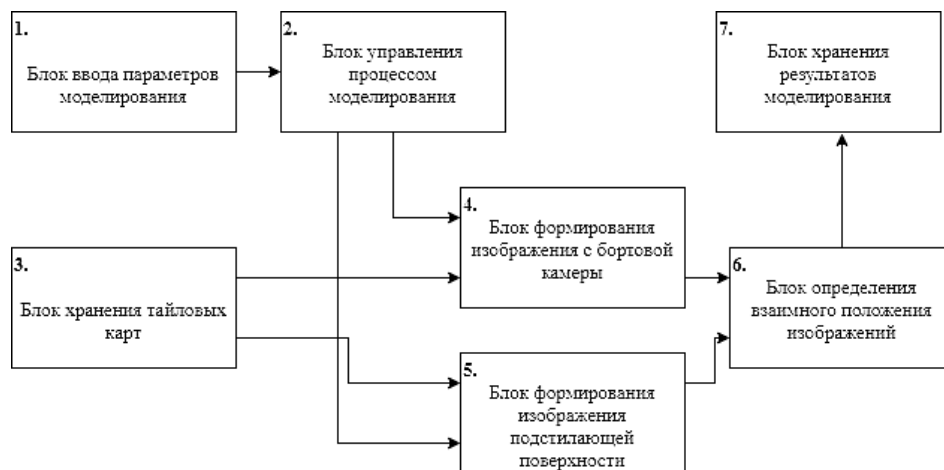 1.
Блок ввода параметров
моделирования
2.
Блок управления
процессом
моделирования
7.
Блок хранения
результатов
моделирования
3.
Блок хранения тайловых
карт
4.
Блок формирования
изображения с бортовой
камеры
5.
Блок формирования
изображения
подстилающей
поверхности
6.
Блок определения
взаимного положения
изображений